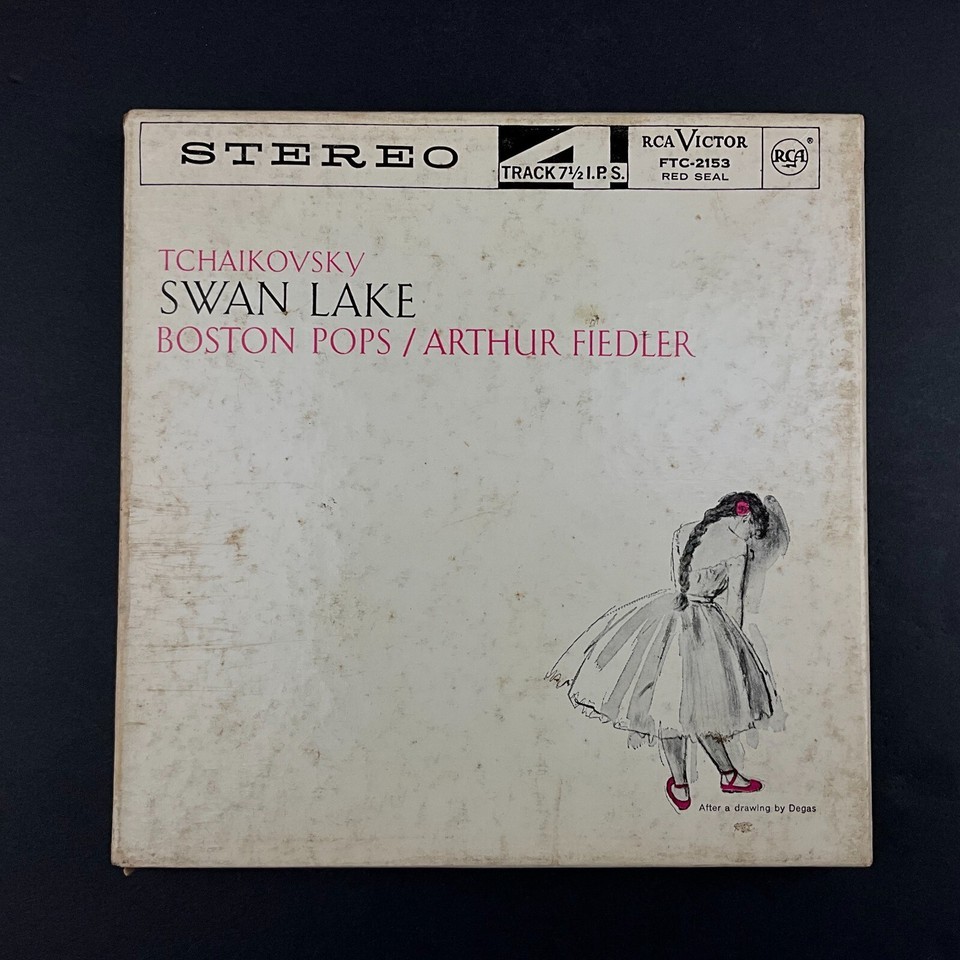 STEREO
4
TRACK 7½ I.P.S.
RCA VICTOR
FTC-2153
RED SEAL
RCA®
TCHAIKOVSKY
SWAN LAKE
BOSTON POPS / ARTHUR FIEDLER
After a drawing by Degas